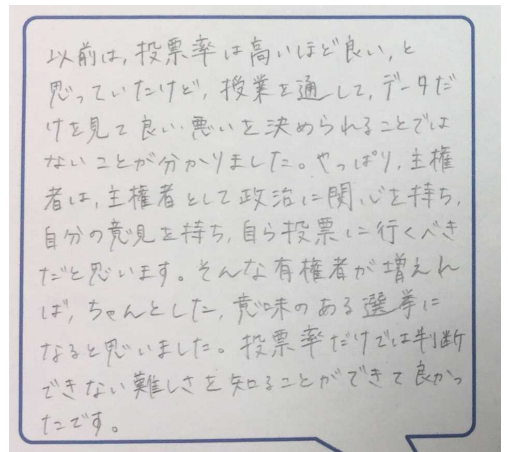 以前は、投票率は高いほど良い、と
思っていたけど、授業を通して、データだ
けを見て良い・悪いを決められることでは
ないことが分かりました。やっぱり、主権
者は、主権者として政治に関心を持ち、
自分の意見を持ち、自ら投票に行くべき
だと思います。そんな有権者が増えれ
ば、ちゃんとした、意味のある選挙に
なると思いました。投票率だけでは判断
できない難しさを知ることができて良かっ
たです。